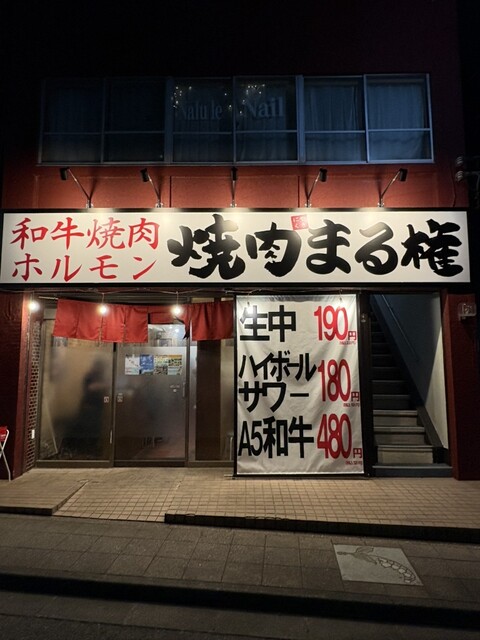 Nalu le Nail
和牛焼肉
ホルモン
焼肉まる権
生中 190円
ハイボール
サワー 180円
A5和牛 480円